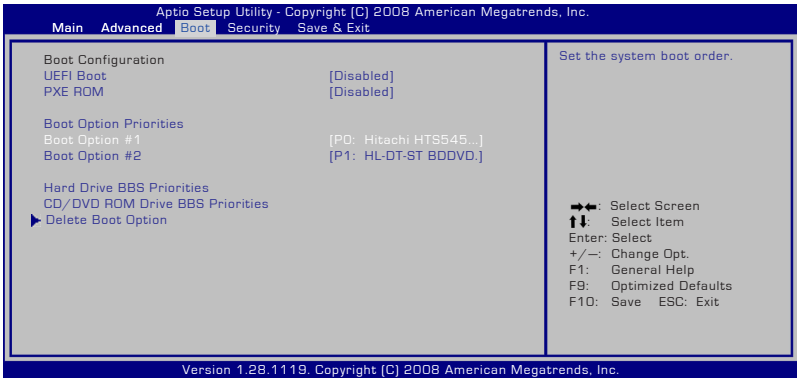 Aptio Setup Utility - Copyright (C) 2008 American Megatrends, Inc.
Main Advanced Boot Security Save & Exit
Boot Configuration
UEFI Boot [Disabled]
PXE ROM [Disabled]
Boot Option Priorities
Boot Option #1 [P0: Hitachi HTS545...]
Boot Option #2 [P1: HL-DT-ST BDDVD.]
Hard Drive BBS Priorities
CD/DVD ROM Drive BBS Priorities
Delete Boot Option
Set the system boot order.
→←: Select Screen
↑↓: Select Item
Enter: Select
+/—: Change Opt.
F1: General Help
F9: Optimized Defaults
F10: Save ESC: Exit
Version 1.28.1119. Copyright (C) 2008 American Megatrends, Inc.